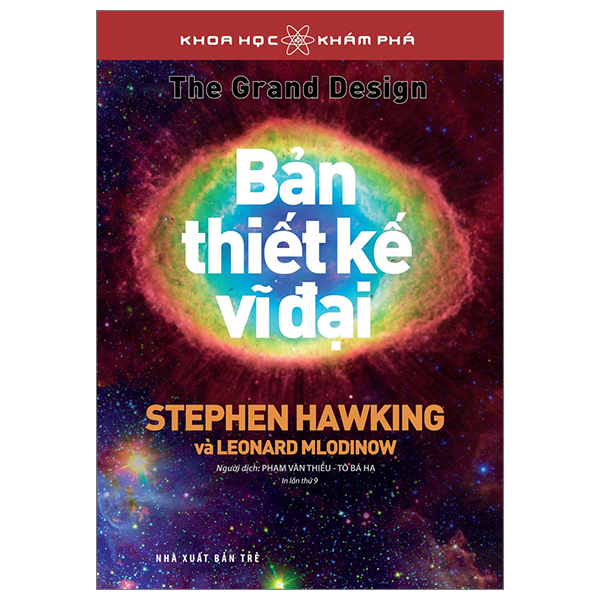 KHOA HỌC KHÁM PHÁ
The Grand Design
Bản
thiết kế
vĩ đại
STEPHEN HAWKING
và LEONARD MLODINOW
Người dịch: PHẠM VĂN THIỀU - TÔ BÁ HẠ
In lần thứ 9
NHÀ XUẤT BẢN TRẺ